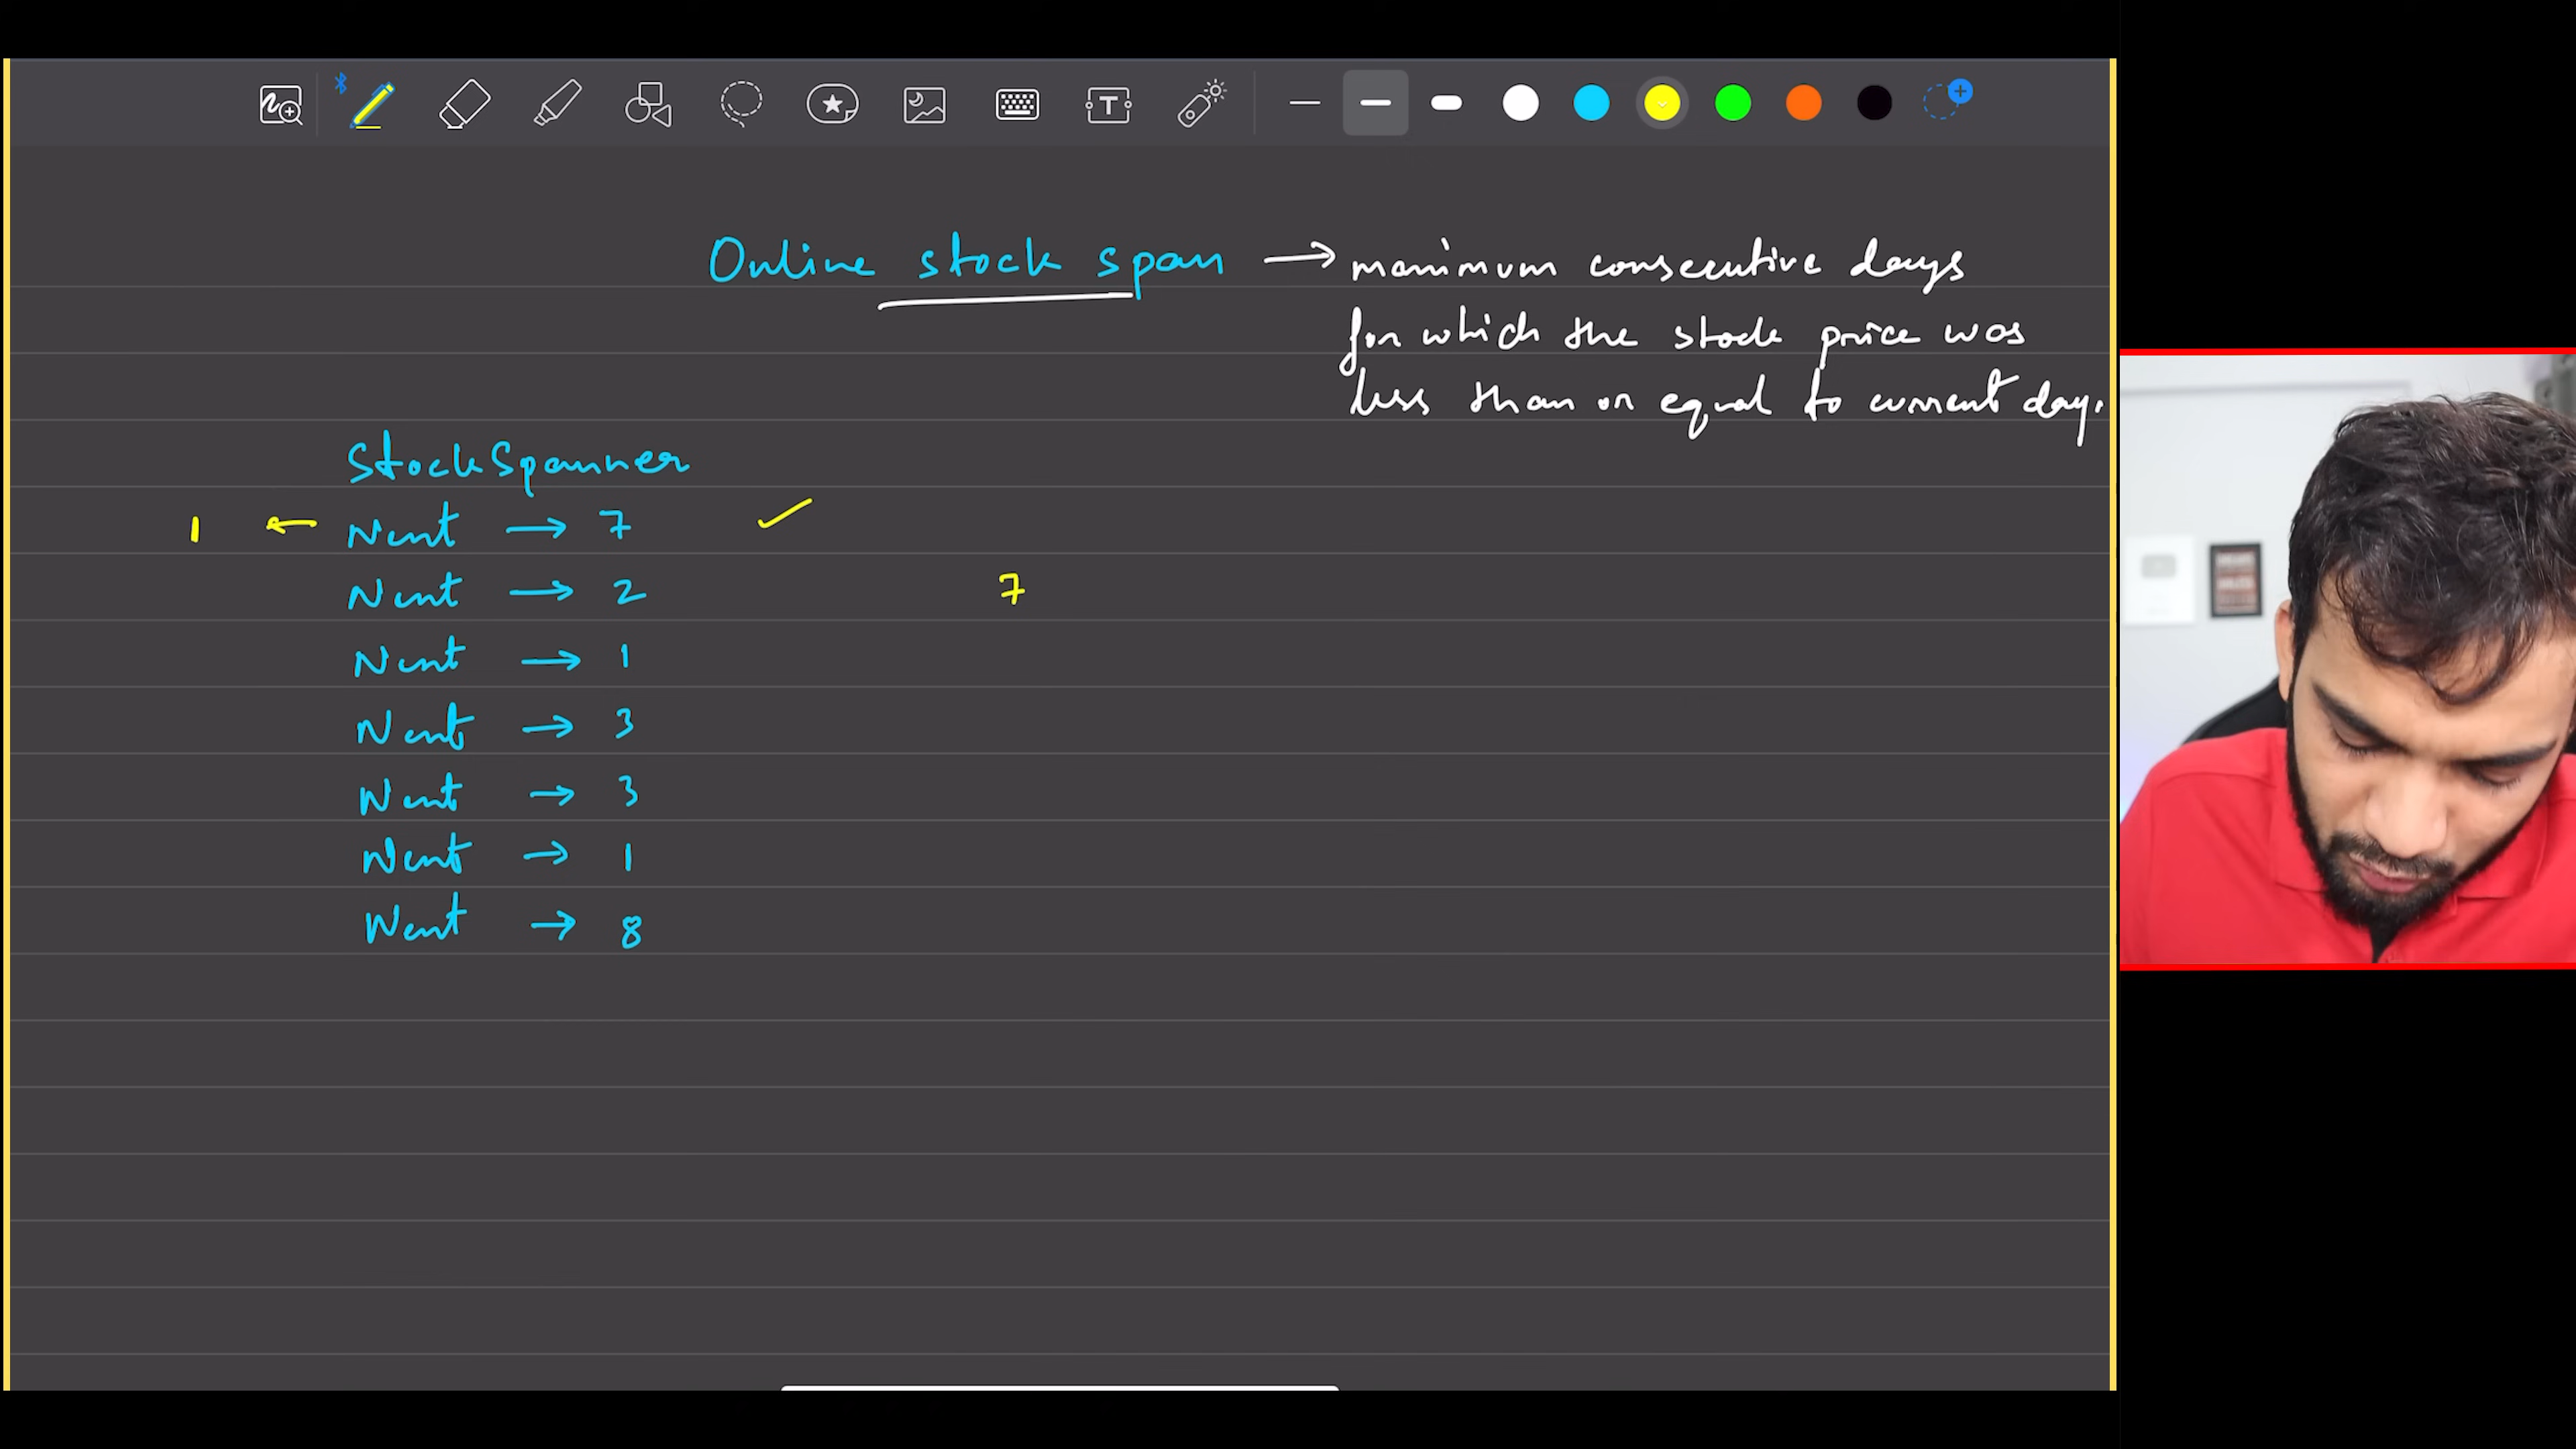 Online stock span → maximum consecutive days
for which the stock price was
less than or equal to current day.
StockSpanner
1 ← Next → 7 ✓
Next → 2
7
Next → 1
Next → 3
Next → 3
Next → 1
Next → 8